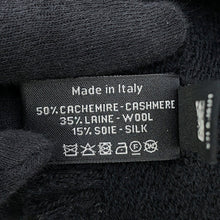 Made in Italy
50% CACHEMIRE - CASHMERE
35% LAINE - WOOL
15% SOIE - SILK